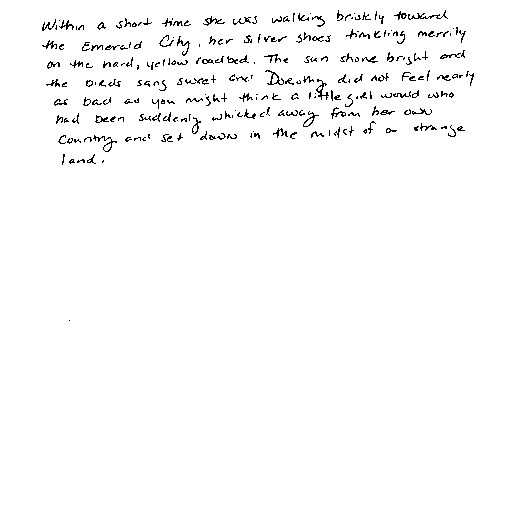 Within a short time she was walking briskly toward
the Emerald City, her silver shoes tinkling merrily
on the hard, yellow roadbed. The sun shone bright and
the birds sang sweet and Dorothy did not feel nearly
as bad as you might think a little girl would who
had been suddenly whicked away from her own
country and set down in the midst of a strange
land.